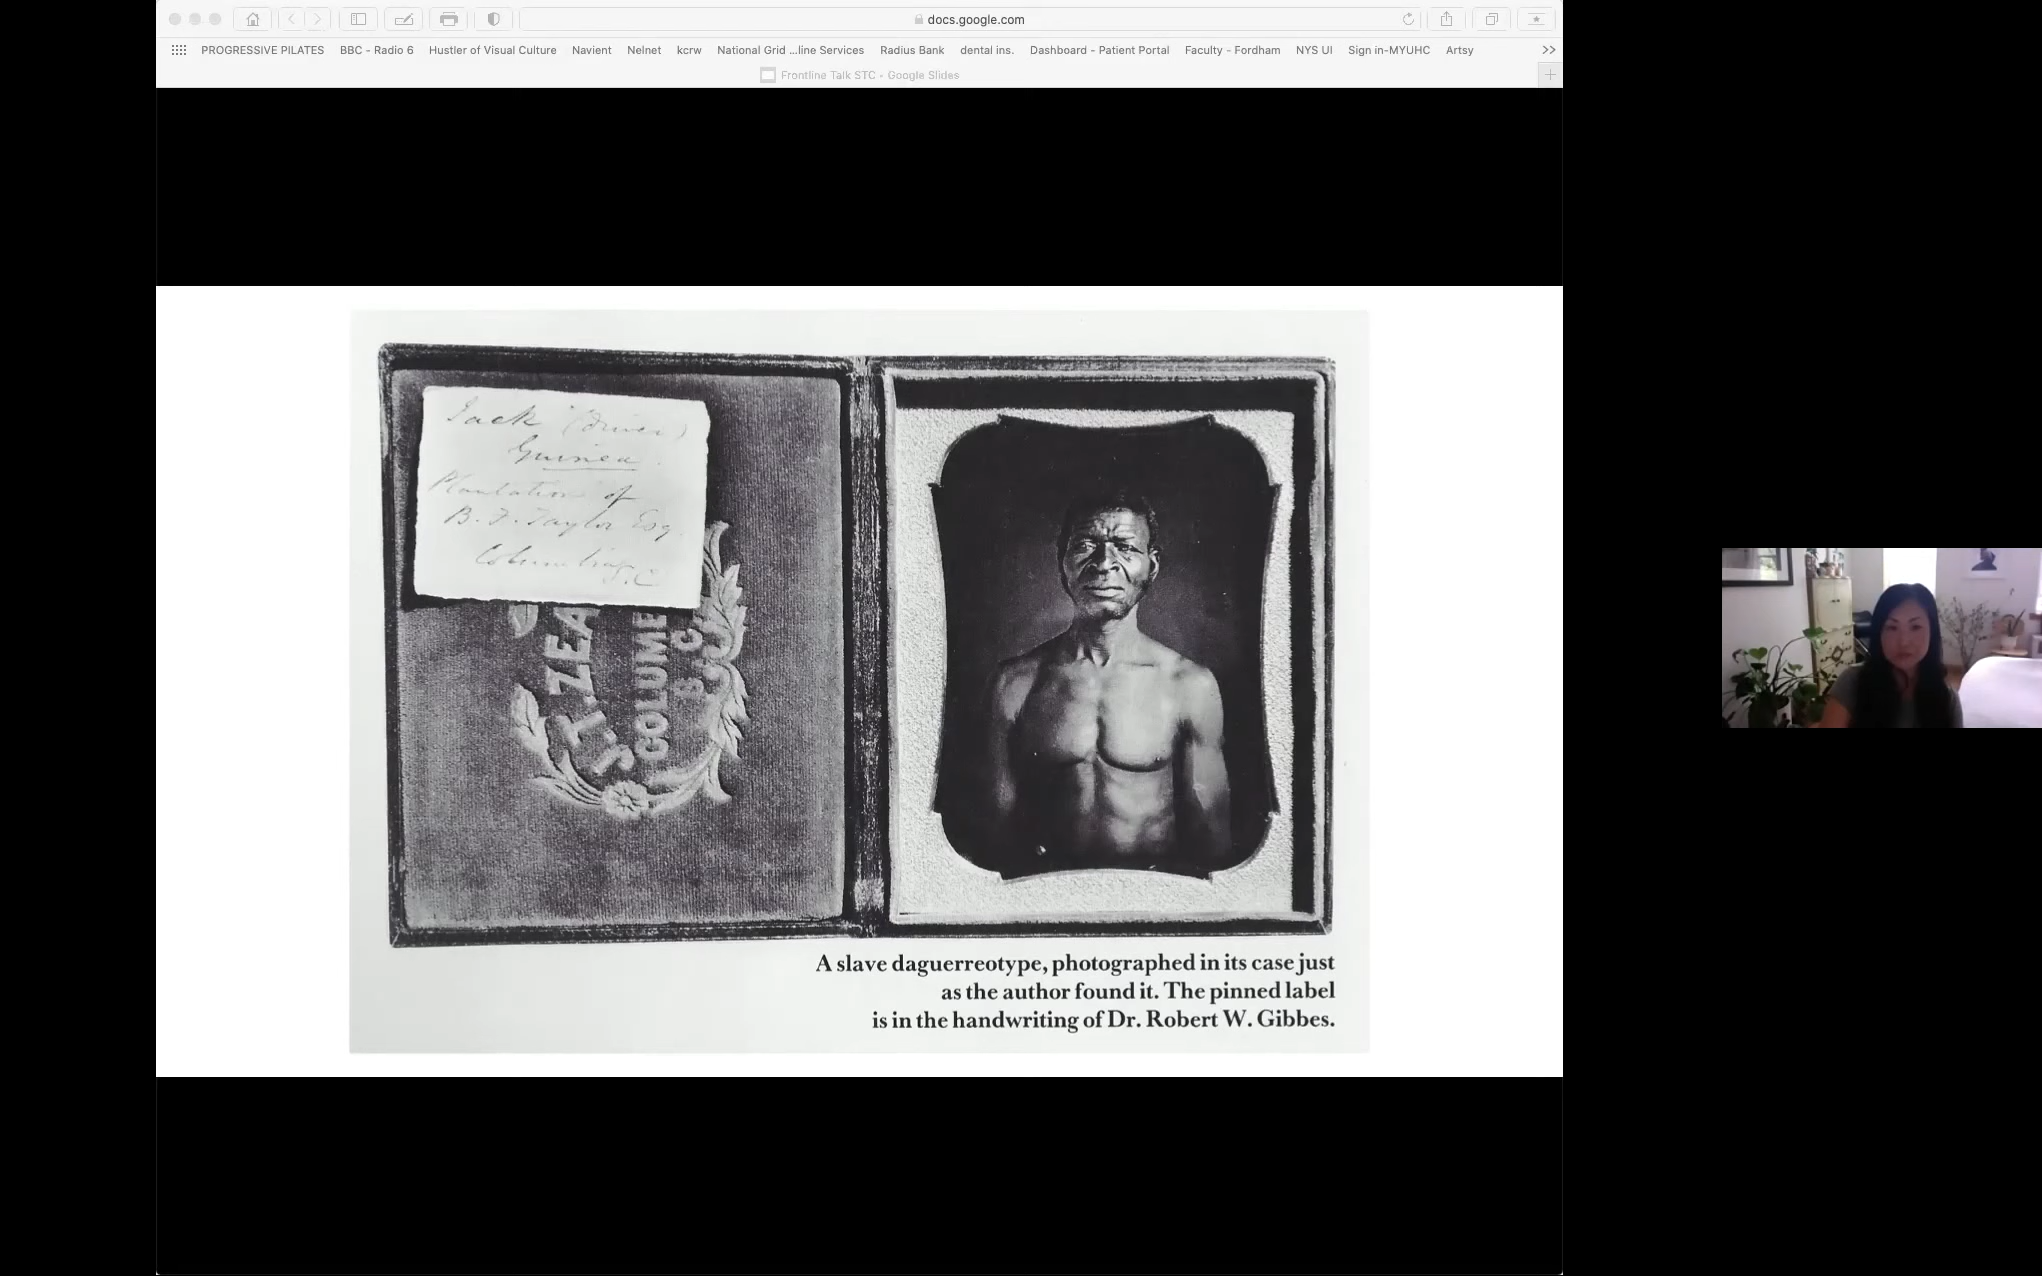 docs.google.com
PROGRESSIVE PILATES BBC - Radio 6 Hustler of Visual Culture Navient Nelnet kcrw National Grid ...line Services Radius Bank dental ins. Dashboard - Patient Portal Faculty - Fordham NYS UI Sign in-MYUHC Artsy
Frontline Talk STC - Google Slides
Jack (driver)
Guinea.
Plantation of
B. F. Taylor Esq.
Columbia S.C
J. T. ZEA
COLUMB
S. C
A slave daguerreotype, photographed in its case just
as the author found it. The pinned label
is in the handwriting of Dr. Robert W. Gibbes.